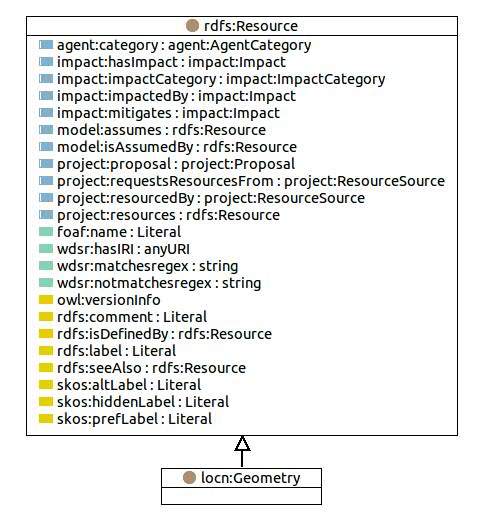 rdfs:Resource
agent:category : agent:AgentCategory
impact:hasImpact : impact:Impact
impact:impactCategory : impact:ImpactCategory
impact:impactedBy : impact:Impact
impact:mitigates : impact:Impact
model:assumes : rdfs:Resource
model:isAssumedBy : rdfs:Resource
project:proposal : project:Proposal
project:requestsResourcesFrom : project:ResourceSource
project:resourcedBy : project:ResourceSource
project:resources : rdfs:Resource
foaf:name : Literal
wdsr:hasIRI : anyURI
wdsr:matchesregex : string
wdsr:notmatchesregex : string
owl:versionInfo
rdfs:comment : Literal
rdfs:isDefinedBy : rdfs:Resource
rdfs:label : Literal
rdfs:seeAlso : rdfs:Resource
skos:altLabel : Literal
skos:hiddenLabel : Literal
skos:prefLabel : Literal
locn:Geometry